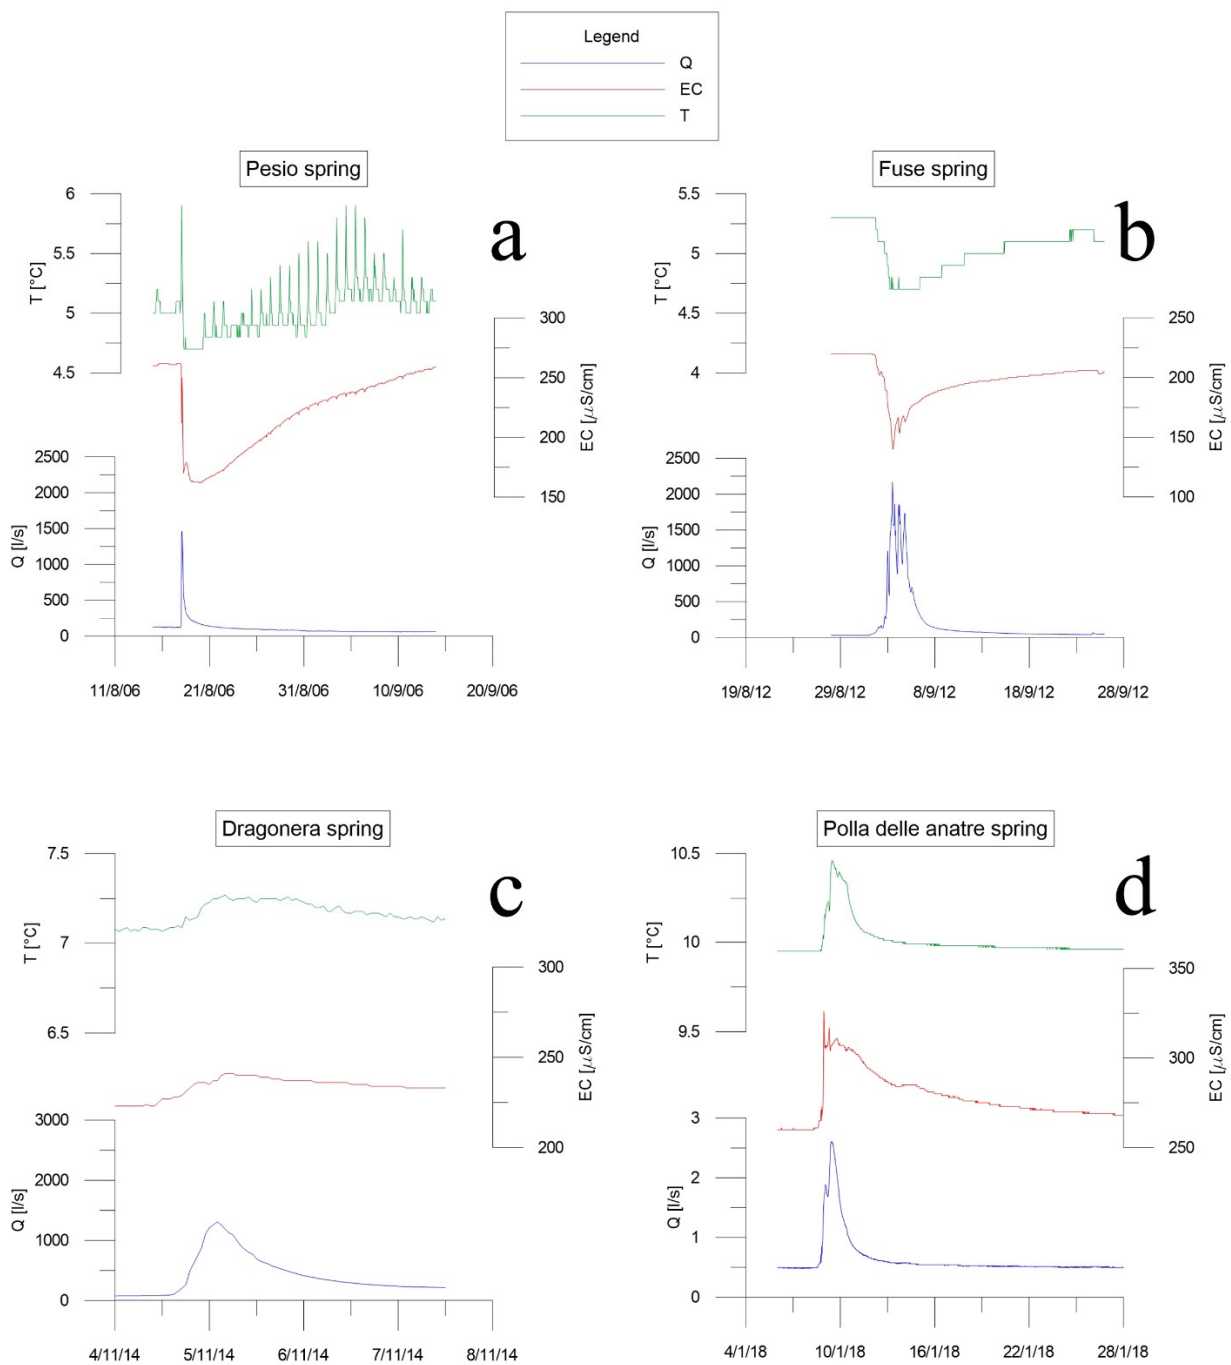 Legend
Q
EC
T
Pesio spring
a
T [°C]
6
5.5
5
4.5
EC [µS/cm]
300
250
200
150
Q [l/s]
2500
2000
1500
1000
500
0
11/8/06 21/8/06 31/8/06 10/9/06 20/9/06
Fuse spring
b
T [°C]
5.5
5
4.5
4
EC [µS/cm]
250
200
150
100
Q [l/s]
2500
2000
1500
1000
500
0
19/8/12 29/8/12 8/9/12 18/9/12 28/9/12
Dragonera spring
c
T [°C]
7.5
7
6.5
EC [µS/cm]
300
250
200
Q [l/s]
3000
2000
1000
0
4/11/14 5/11/14 6/11/14 7/11/14 8/11/14
Polla delle anatre spring
d
T [°C]
10.5
10
9.5
EC [µS/cm]
350
300
250
Q [l/s]
3
2
1
0
4/1/18 10/1/18 16/1/18 22/1/18 28/1/18